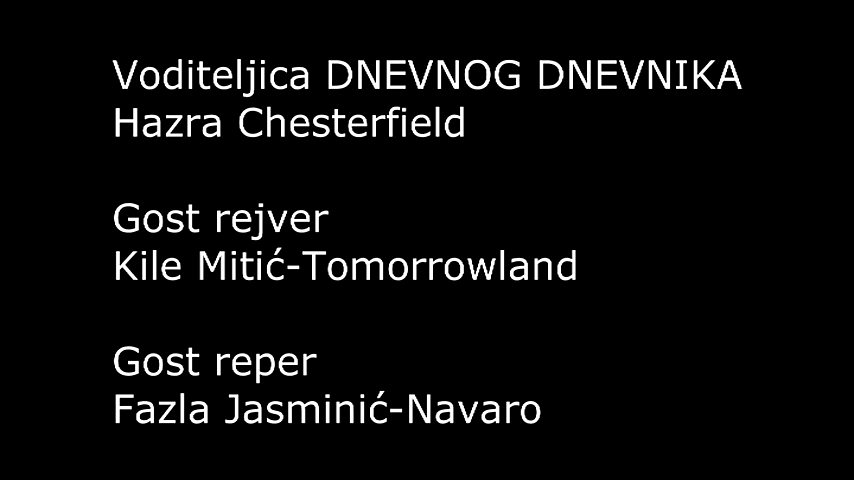 Voditeljica DNEVNOG DNEVNIKA
Hazra Chesterfield
Gost rejver
Kile Mitić-Tomorrowland
Gost reper
Fazla Jasminić-Navaro